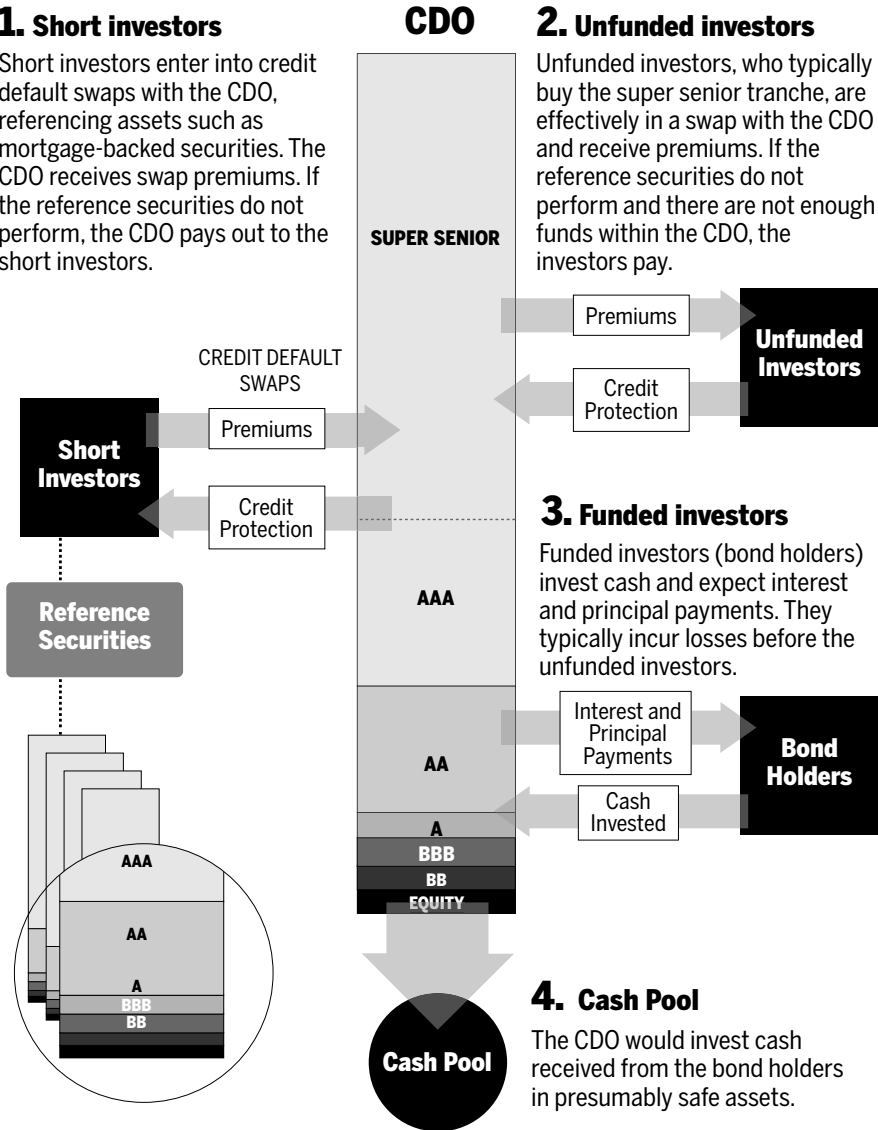 1. Short investors
Short investors enter into credit
default swaps with the CDO,
referencing assets such as
mortgage-backed securities. The
CDO receives swap premiums. If
the reference securities do not
perform, the CDO pays out to the
short investors.
CDO
2. Unfunded investors
Unfunded investors, who typically
buy the super senior tranche, are
effectively in a swap with the CDO
and receive premiums. If the
reference securities do not
perform and there are not enough
funds within the CDO, the
investors pay.
SUPER SENIOR
Premiums
Credit
Protection
Unfunded
Investors
CREDIT DEFAULT
SWAPS
Short
Investors
Premiums
Credit
Protection
Reference
Securities
3. Funded investors
Funded investors (bond holders)
invest cash and expect interest
and principal payments. They
typically incur losses before the
unfunded investors.
AAA
AA
A
BBB
BB
EQUITY
Interest and
Principal
Payments
Cash
Invested
Bond
Holders
AAA
AA
A
BBB
BB
Cash Pool
4. Cash Pool
The CDO would invest cash
received from the bond holders
in presumably safe assets.